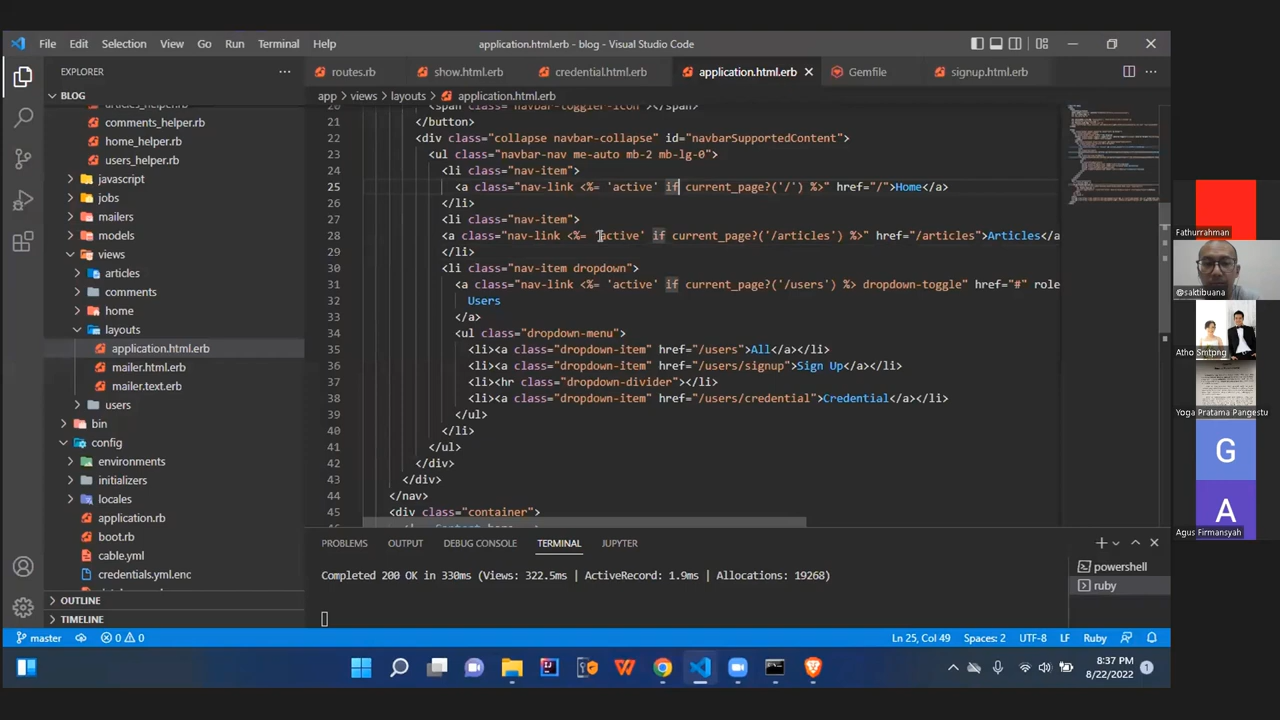 File Edit Selection View Go Run Terminal Help
application.html.erb - blog - Visual Studio Code
EXPLORER
routes.rb
show.html.erb
credential.html.erb
application.html.erb
Gemfile
signup.html.erb
BLOG
app > views > layouts > application.html.erb
articles_helper.rb
comments_helper.rb
home_helper.rb
users_helper.rb
javascript
jobs
mailers
models
views
articles
comments
home
layouts
application.html.erb
mailer.html.erb
mailer.text.erb
users
bin
config
environments
initializers
locales
application.rb
boot.rb
cable.yml
credentials.yml.enc
OUTLINE
TIMELINE
20 <span class="navbar-toggler-icon"></span>
21 </button>
22 <div class="collapse navbar-collapse" id="navbarSupportedContent">
23 <ul class="navbar-nav me-auto mb-2 mb-lg-0">
24 <li class="nav-item">
25 <a class="nav-link <%= 'active' if current_page?('/') %>" href="/">Home</a>
26 </li>
27 <li class="nav-item">
28 <a class="nav-link <%= 'active' if current_page?('/articles') %>" href="/articles">Articles</a
29 </li>
30 <li class="nav-item dropdown">
31 <a class="nav-link <%= 'active' if current_page?('/users') %> dropdown-toggle" href="#" role
32 Users
33 </a>
34 <ul class="dropdown-menu">
35 <li><a class="dropdown-item" href="/users">All</a></li>
36 <li><a class="dropdown-item" href="/users/signup">Sign Up</a></li>
37 <li><hr class="dropdown-divider"></li>
38 <li><a class="dropdown-item" href="/users/credential">Credential</a></li>
39 </ul>
40 </li>
41 </ul>
42 </div>
43 </div>
44 </nav>
45 <div class="container">
PROBLEMS OUTPUT DEBUG CONSOLE TERMINAL JUPYTER
Completed 200 OK in 330ms (Views: 322.5ms | ActiveRecord: 1.9ms | Allocations: 19268)
powershell
ruby
master
0 0
Ln 25, Col 49 Spaces: 2 UTF-8 LF Ruby
8:37 PM
8/22/2022
1
Fathurrahman
@saktibuana
Atho Smtpng
Yoga Pratama Pangestu
G
A
Agus Firmansyah